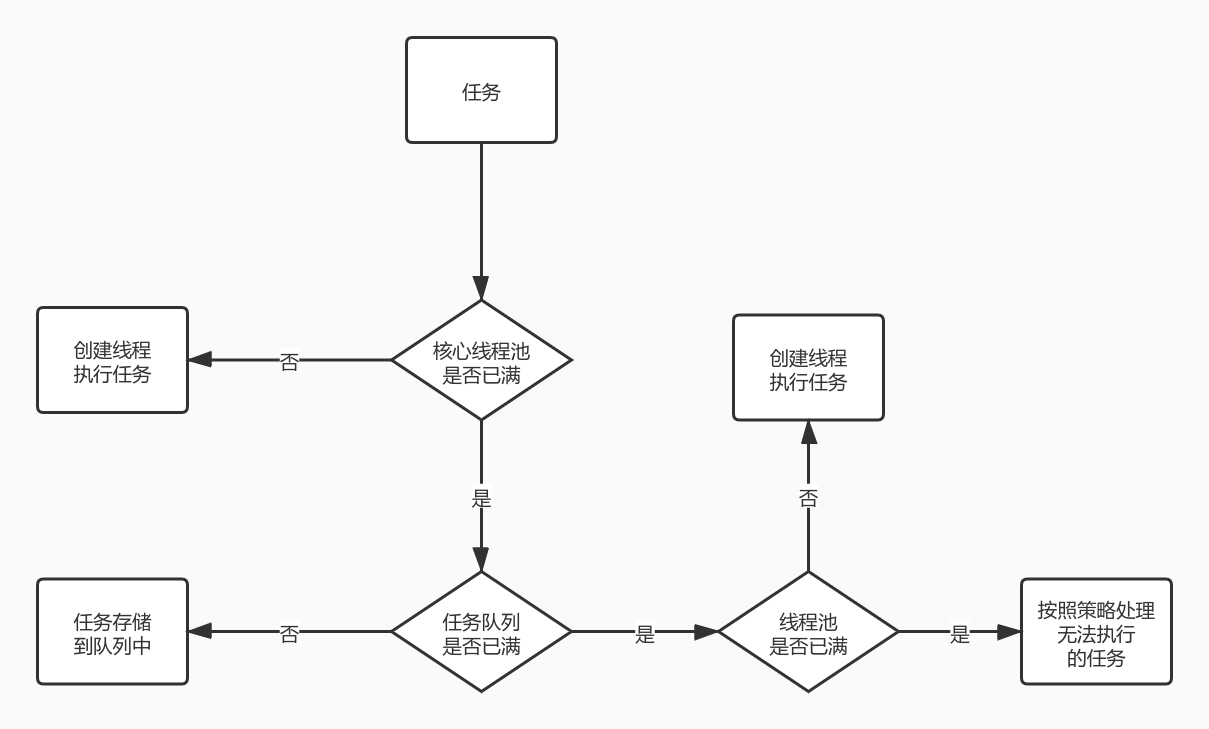 任务
创建线程
执行任务
否
核心线程池
是否已满
创建线程
执行任务
是
否
任务存储
到队列中
否
任务队列
是否已满
是
线程池
是否已满
是
按照策略处理
无法执行
的任务